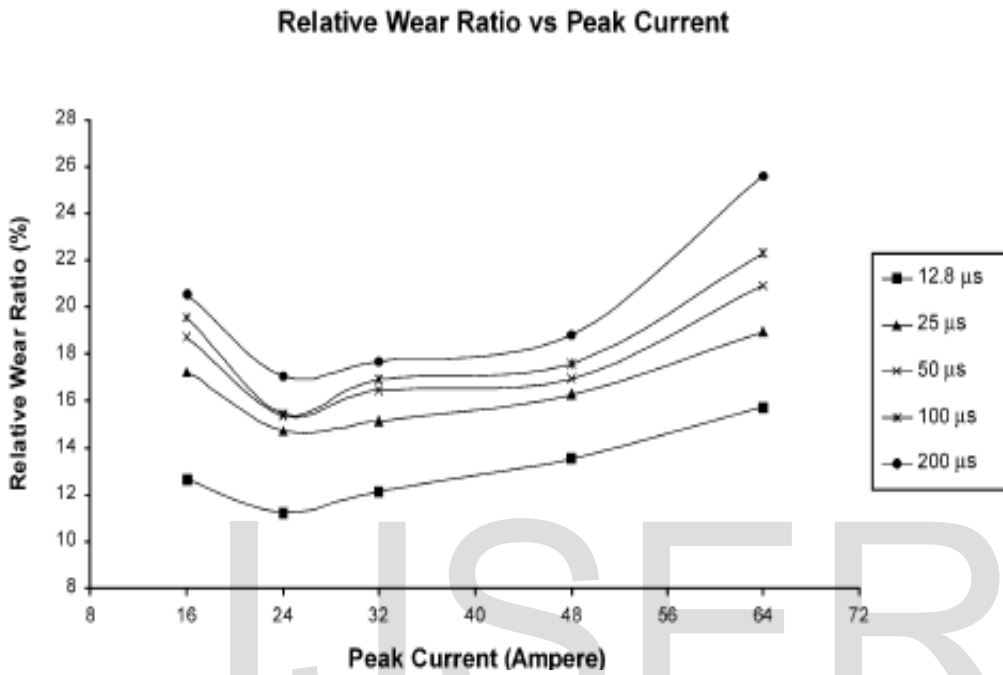 Relative Wear Ratio vs Peak Current
28
26
24
22
20
18
16
14
12
10
8
Relative Wear Ratio (%)
8 16 24 32 40 48 56 64 72
Peak Current (Ampere)
12.8 µs
25 µs
50 µs
100 µs
200 µs
IJSER